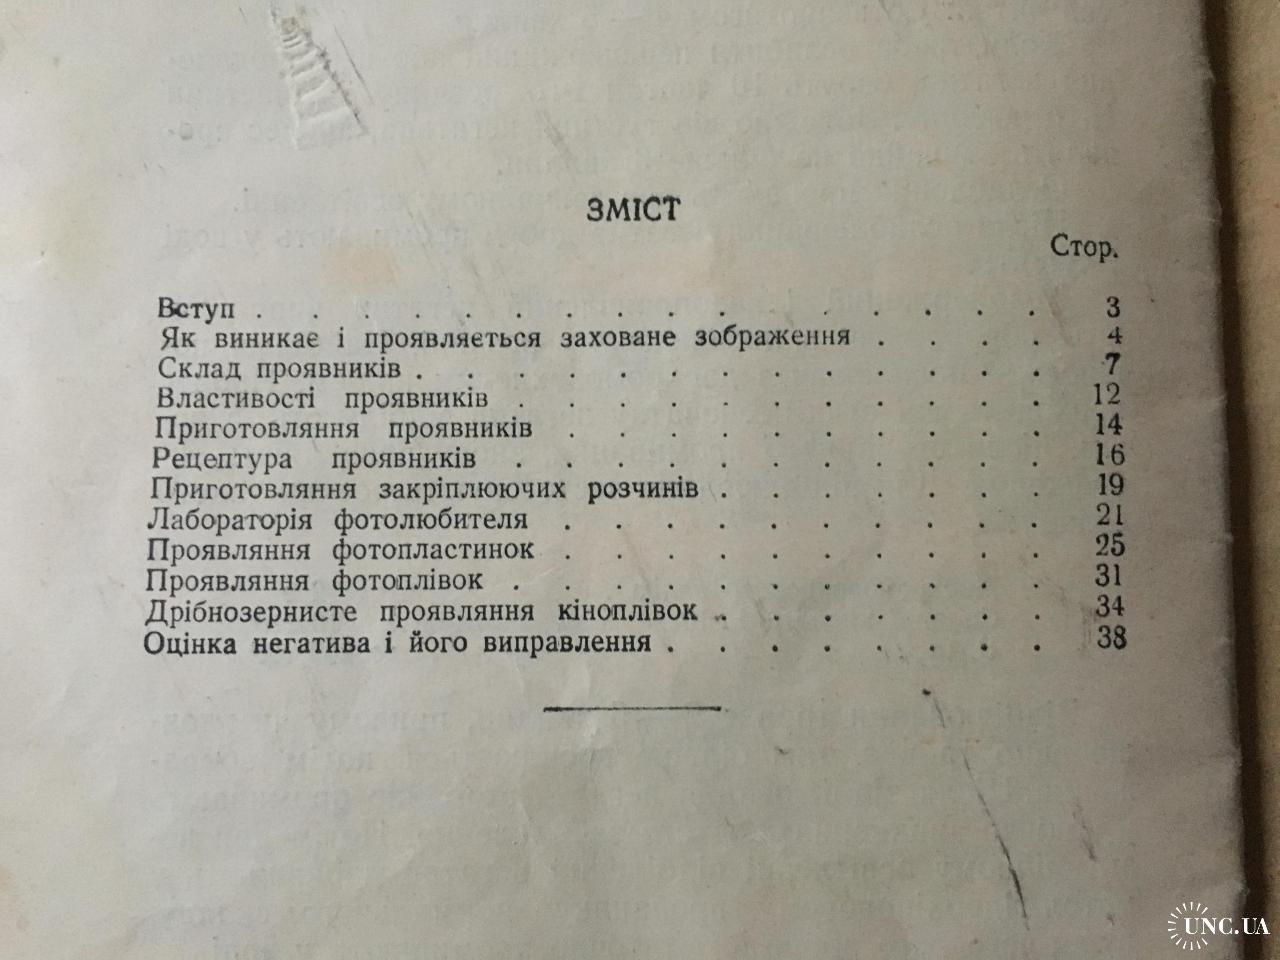 ЗМІСТ
Стор.
Вступ . . . . . . . . . . . . . . . 3
Як виникає і проявляється заховане зображення . . . . 4
Склад проявників . . . . . . . . . . . . . 7
Властивості проявників . . . . . . . . . . . 12
Приготовляння проявників . . . . . . . . . . 14
Рецептура проявників . . . . . . . . . . . 16
Приготовляння закріплюючих розчинів . . . . . . . 19
Лабораторія фотолюбителя . . . . . . . . . . 21
Проявляння фотопластинок . . . . . . . . . . 25
Проявляння фотоплівок . . . . . . . . . . . 31
Дрібнозернисте проявляння кіноплівок . . . . . . . 34
Оцінка негатива і його виправлення . . . . . . . . 38
UNC.UA